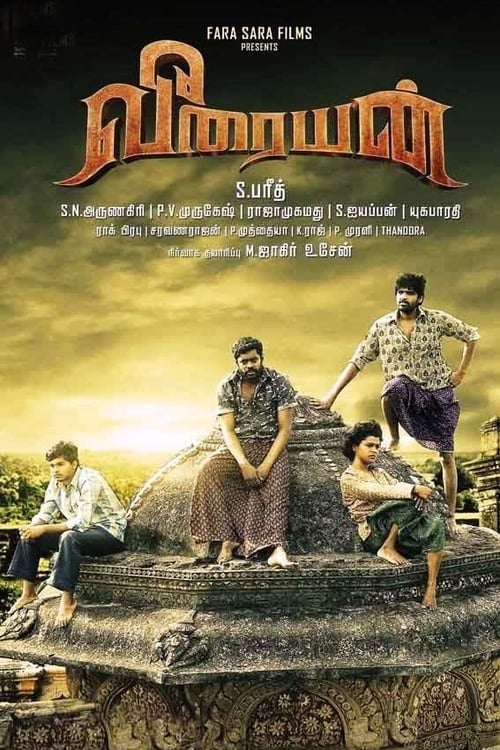 FARA SARA FILMS
PRESENTS
விரையன்
S.பரீத்
S.N.அருணகிரி | P.V.முருகேஷ் | ராஜாமுகமது | S.ஐயப்பன் | யுகபாரதி
ராக் பிரபு | சரவணராஜன் | P.முத்தையா | K.ராஜ் | P. முரளி | THANDORA
நிர்வாக தயாரிப்பு M.ஜாகிர் உசேன்